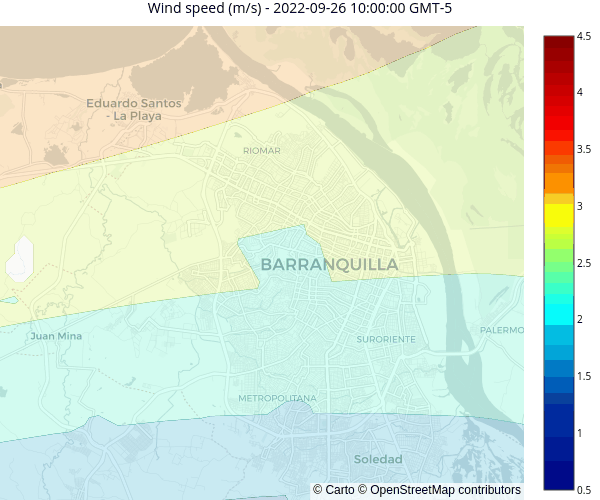 Wind speed (m/s) - 2022-09-26 10:00:00 GMT-5
4.5
4
3.5
3
2.5
2
1.5
1
0.5
Eduardo Santos
- La Playa
RIOMAR
BARRANQUILLA
Juan Mina
SURORIENTE
PALERMO
METROPOLITANA
Soledad
© Carto © OpenStreetMap contributors